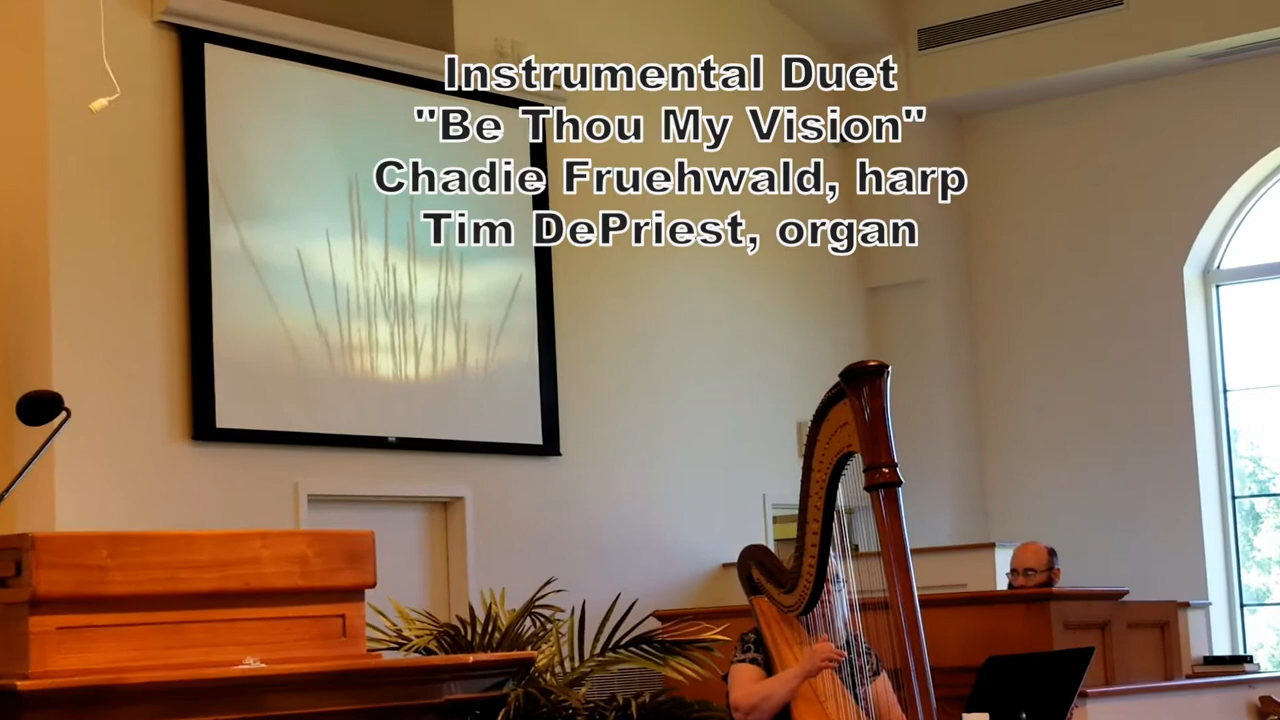 Instrumental Duet
"Be Thou My Vision"
Chadie Fruehwald, harp
Tim DePriest, organ